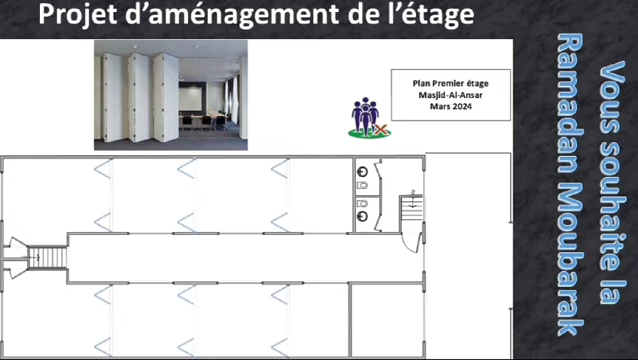 Projet d’aménagement de l’étage
Plan Premier étage
Masjid-Al-Ansar
Mars 2024
Vous souhaite la
Ramadan Moubarak